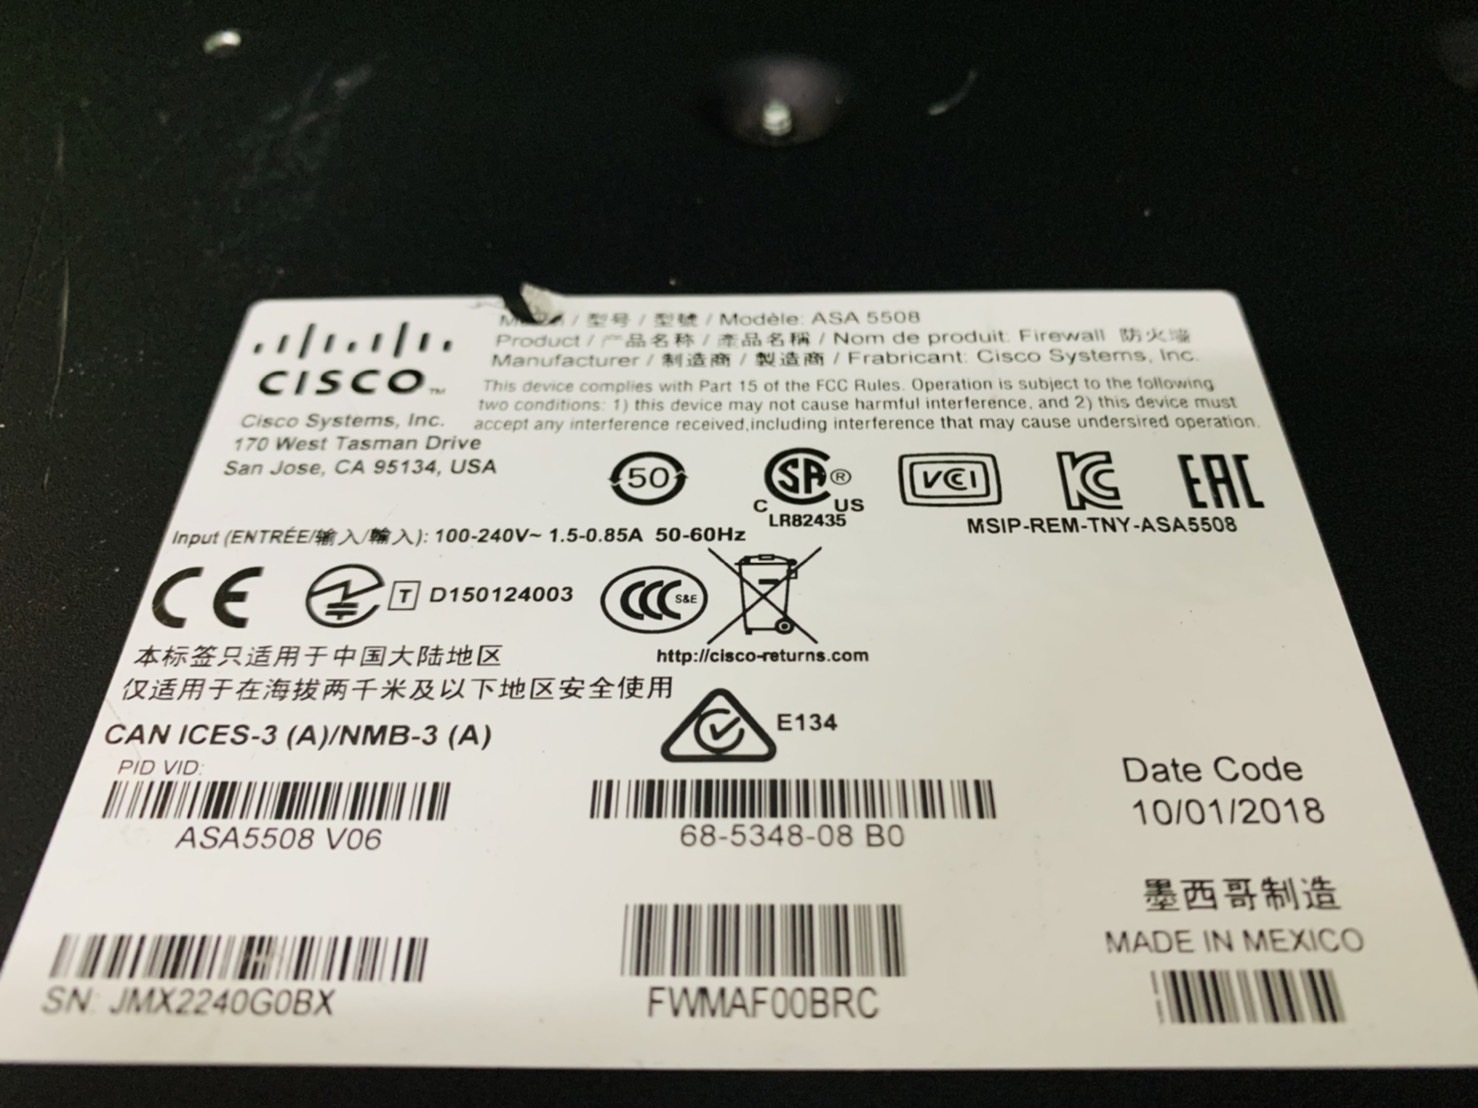 CISCO™
Cisco Systems, Inc.
170 West Tasman Drive
San Jose, CA 95134, USA
/ 型号 / 型號 / Modèle: ASA 5508
Product / 产品名称 / 產品名稱 / Nom de produit: Firewall 防火墙
Manufacturer / 制造商 / 製造商 / Frabricant: Cisco Systems, Inc.
This device complies with Part 15 of the FCC Rules. Operation is subject to the following
two conditions: 1) this device may not cause harmful interference, and 2) this device must
accept any interference received,including interference that may cause undersired operation.
50
CSA® C US
LR82435
VCCI
KC
EAC
MSIP-REM-TNY-ASA5508
Input (ENTRÉE/输入/輸入): 100-240V~ 1.5-0.85A 50-60Hz
CE
T D150124003
CCC S&E
http://cisco-returns.com
本标签只适用于中国大陆地区
仅适用于在海拔两千米及以下地区安全使用
CAN ICES-3 (A)/NMB-3 (A)
E134
PID VID:
ASA5508 V06
68-5348-08 B0
Date Code
10/01/2018
墨西哥制造
MADE IN MEXICO
SN: JMX2240G0BX
FWMAF00BRC